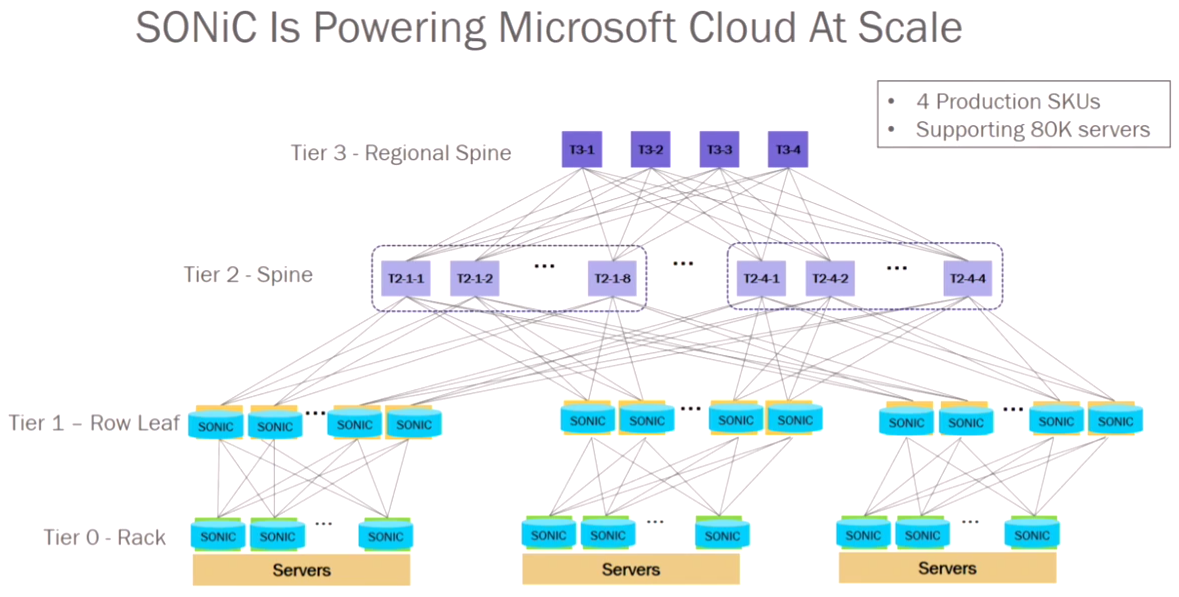 SONiC Is Powering Microsoft Cloud At Scale
• 4 Production SKUs
• Supporting 80K servers
Tier 3 - Regional Spine
T3-1 T3-2 T3-3 T3-4
Tier 2 - Spine
T2-1-1 T2-1-2 ... T2-1-8 ... T2-4-1 T2-4-2 ... T2-4-4
Tier 1 – Row Leaf
SONiC SONiC ... SONiC SONiC SONiC SONiC ... SONiC SONiC SONiC SONiC ... SONiC SONiC
Tier 0 - Rack
SONiC SONiC ... SONiC SONiC SONiC ... SONiC SONiC SONiC ... SONiC
Servers Servers Servers